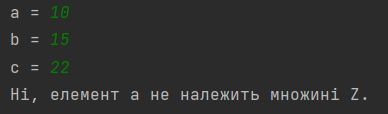 a = 10
b = 15
c = 22
Ні, елемент a не належить множині Z.